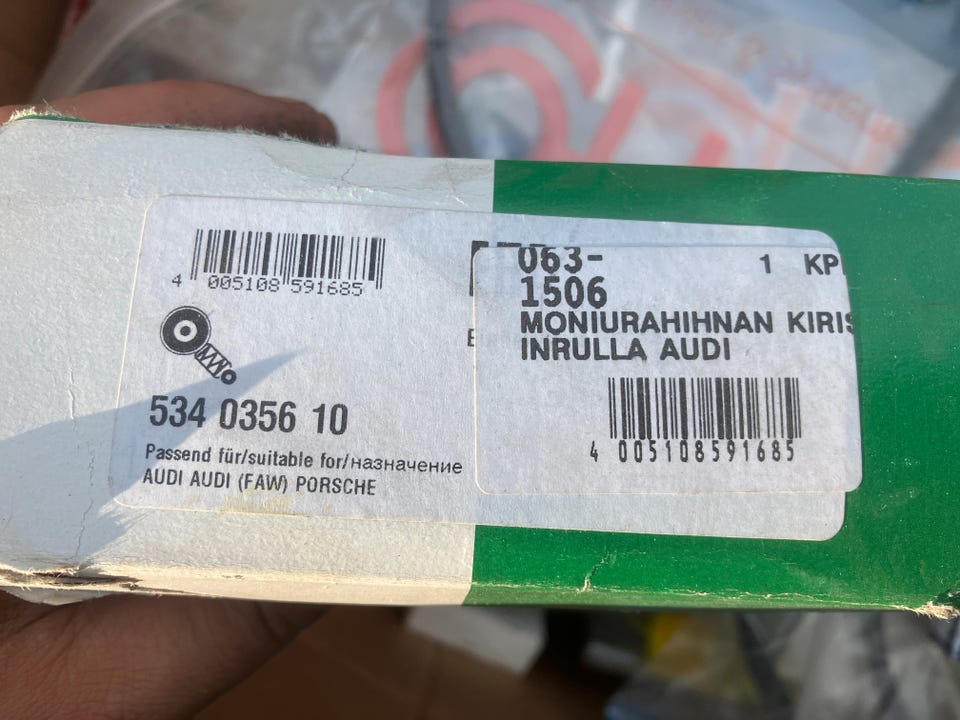 4 005108 591685
534 0356 10
Passend für/suitable for/назначение
AUDI AUDI (FAW) PORSCHE
063-
1506
1 KP
MONIURAHIHNAN KIRIS
INRULLA AUDI
4 005108591685